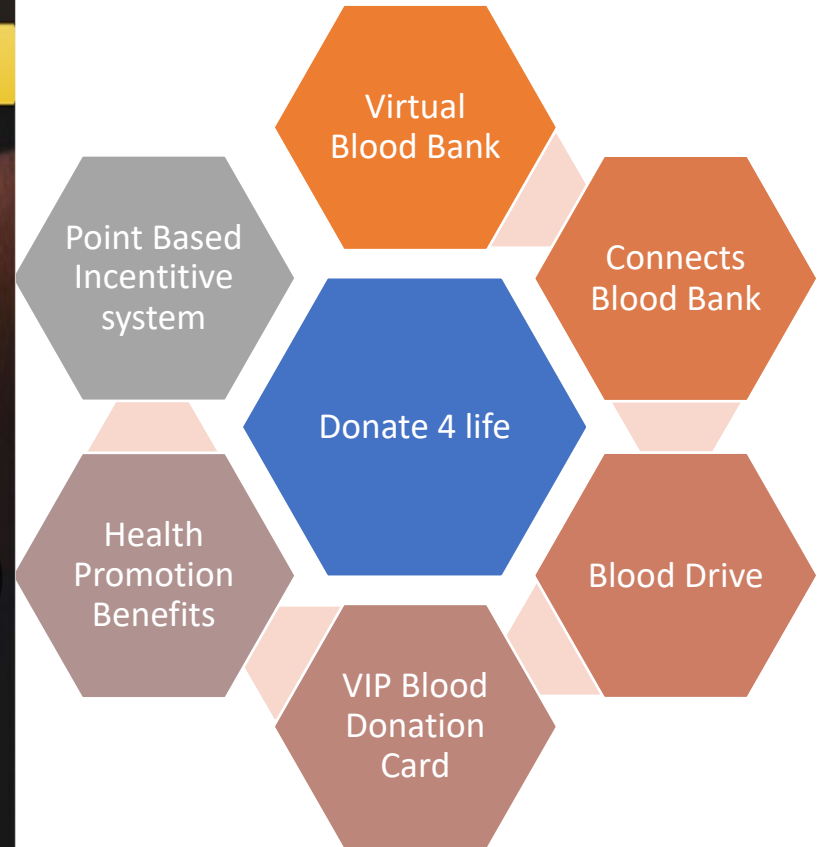 Virtual
Blood Bank
Connects
Blood Bank
Blood Drive
VIP Blood
Donation
Card
Health
Promotion
Benefits
Point Based
Incentitive
system
Donate 4 life